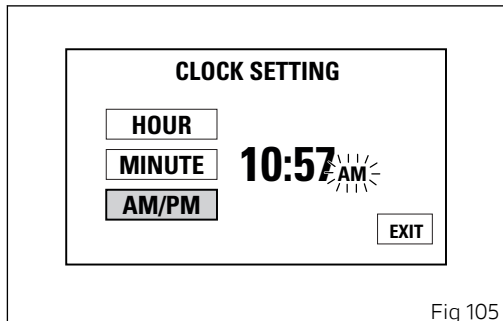 CLOCK SETTING
HOUR
MINUTE
AM/PM
10:57 AM
EXIT
Fig 105